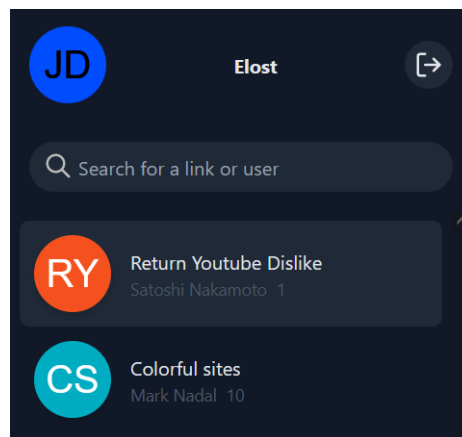 JD
Elost
Search for a link or user
RY
Return Youtube Dislike
Satoshi Nakamoto 1
CS
Colorful sites
Mark Nadal 10